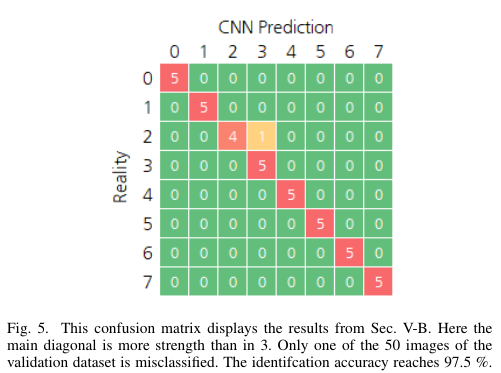 CNN Prediction
0 1 2 3 4 5 6 7
Reality
0 5 0 0 0 0 0 0 0
1 0 5 0 0 0 0 0 0
2 0 0 4 1 0 0 0 0
3 0 0 0 5 0 0 0 0
4 0 0 0 0 5 0 0 0
5 0 0 0 0 0 5 0 0
6 0 0 0 0 0 0 5 0
7 0 0 0 0 0 0 0 5
Fig. 5. This confusion matrix displays the results from Sec. V-B. Here the
main diagonal is more strength than in 3. Only one of the 50 images of the
validation dataset is misclassified. The identifcation accuracy reaches 97.5 %.